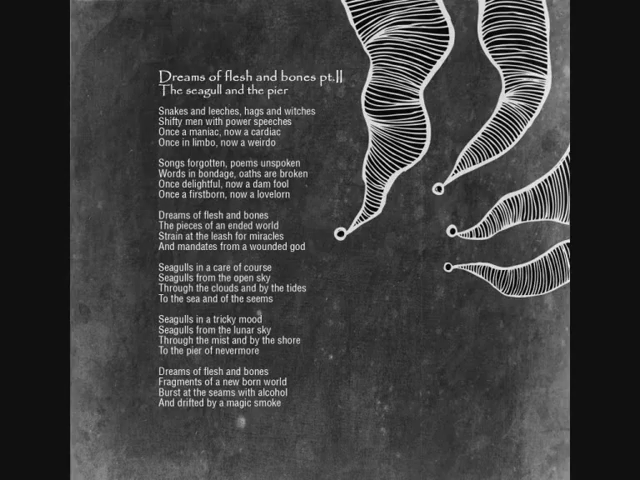 Dreams of flesh and bones pt.II
The seagull and the pier
Snakes and leeches, hags and witches
Shifty men with power speeches
Once a maniac, now a cardiac
Once in limbo, now a weirdo
Songs forgotten, poems unspoken
Words in bondage, oaths are broken
Once delightful, now a dam fool
Once a firstborn, now a lovelorn
Dreams of flesh and bones
The pieces of an ended world
Strain at the leash for miracles
And mandates from a wounded god
Seagulls in a care of course
Seagulls from the open sky
Through the clouds and by the tides
To the sea and of the seems
Seagulls in a tricky mood
Seagulls from the lunar sky
Through the mist and by the shore
To the pier of nevermore
Dreams of flesh and bones
Fragments of a new born world
Burst at the seams with alcohol
And drifted by a magic smoke